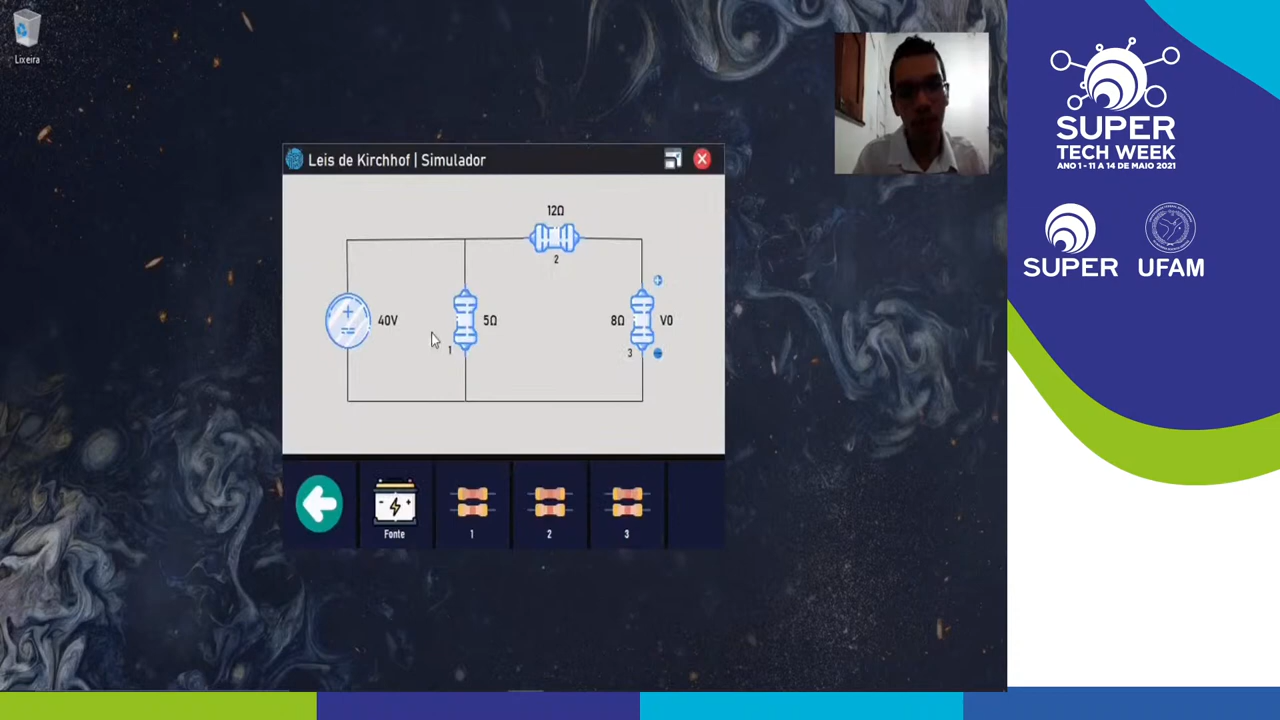 Lixeira
Leis de Kirchhof | Simulador
12Ω
2
40V
5Ω
1
8Ω
V0
3
Fonte
1
2
3
SUPER
TECH WEEK
ANO 1 - 11 A 14 DE MAIO 2021
SUPER
UFAM